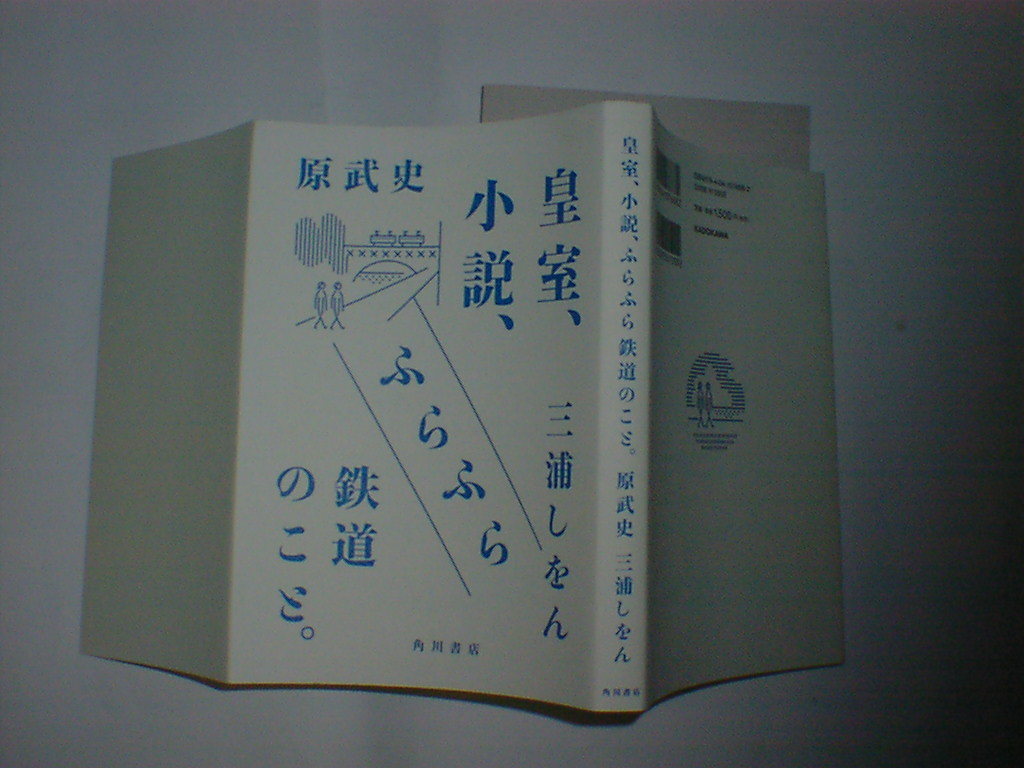 原武史
皇室、
小説、
ふらふら
鉄道
のこと。
三浦しをん
角川書店
皇室、小説、ふらふら鉄道のこと。 原武史 三浦しをん
角川書店
KADOKAWA